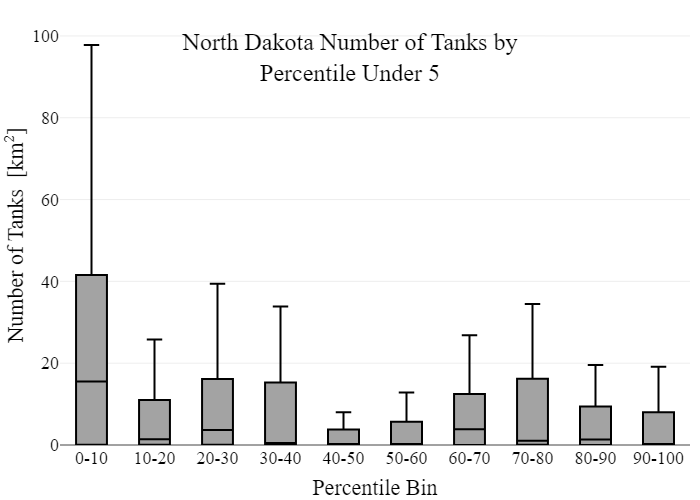 North Dakota Number of Tanks by
Percentile Under 5
Number of Tanks [km²]
100
80
60
40
20
0
0-10 10-20 20-30 30-40 40-50 50-60 60-70 70-80 80-90 90-100
Percentile Bin